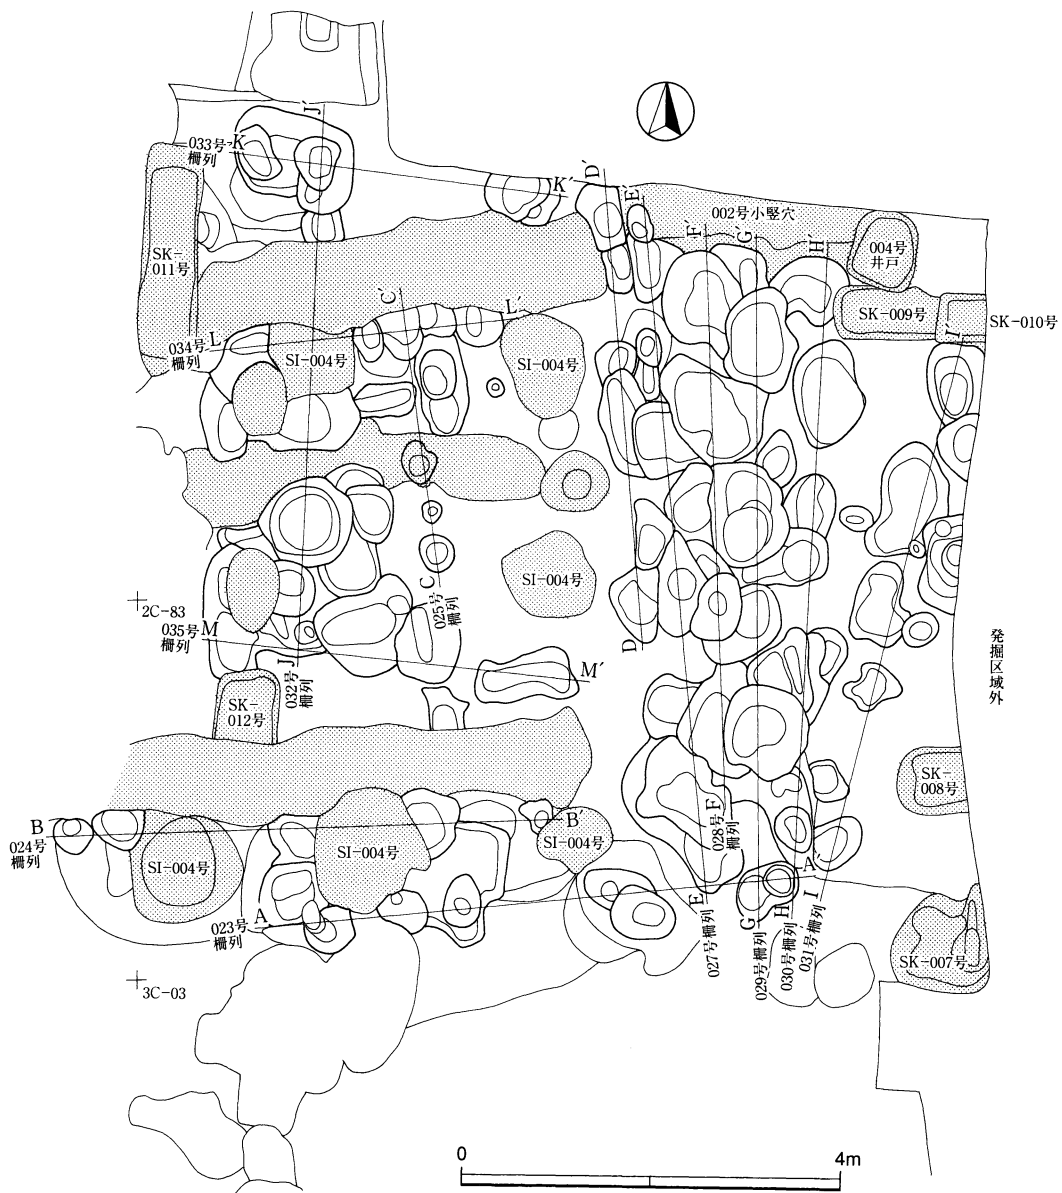 J′
033号
柵列
K
K′
D′
E′
002号小竪穴
F′
G′
H′
004号
井戸
SK-
011号
SK-009号
SK-010号
I′
C′
L′
L
034号
柵列
SI-004号
SI-004号
SI-004号
2C-83
035号
柵列
M
C
025号
柵列
D
J
032号
柵列
M′
発掘区域外
SK-
012号
SK-
008号
B
024号
柵列
B′
SI-004号
SI-004号
SI-004号
028号
柵列
F
A′
023号
柵列
A
E
027号柵列
G
029号柵列
H
030号柵列
I
031号柵列
SK-007号
3C-03
0
4m